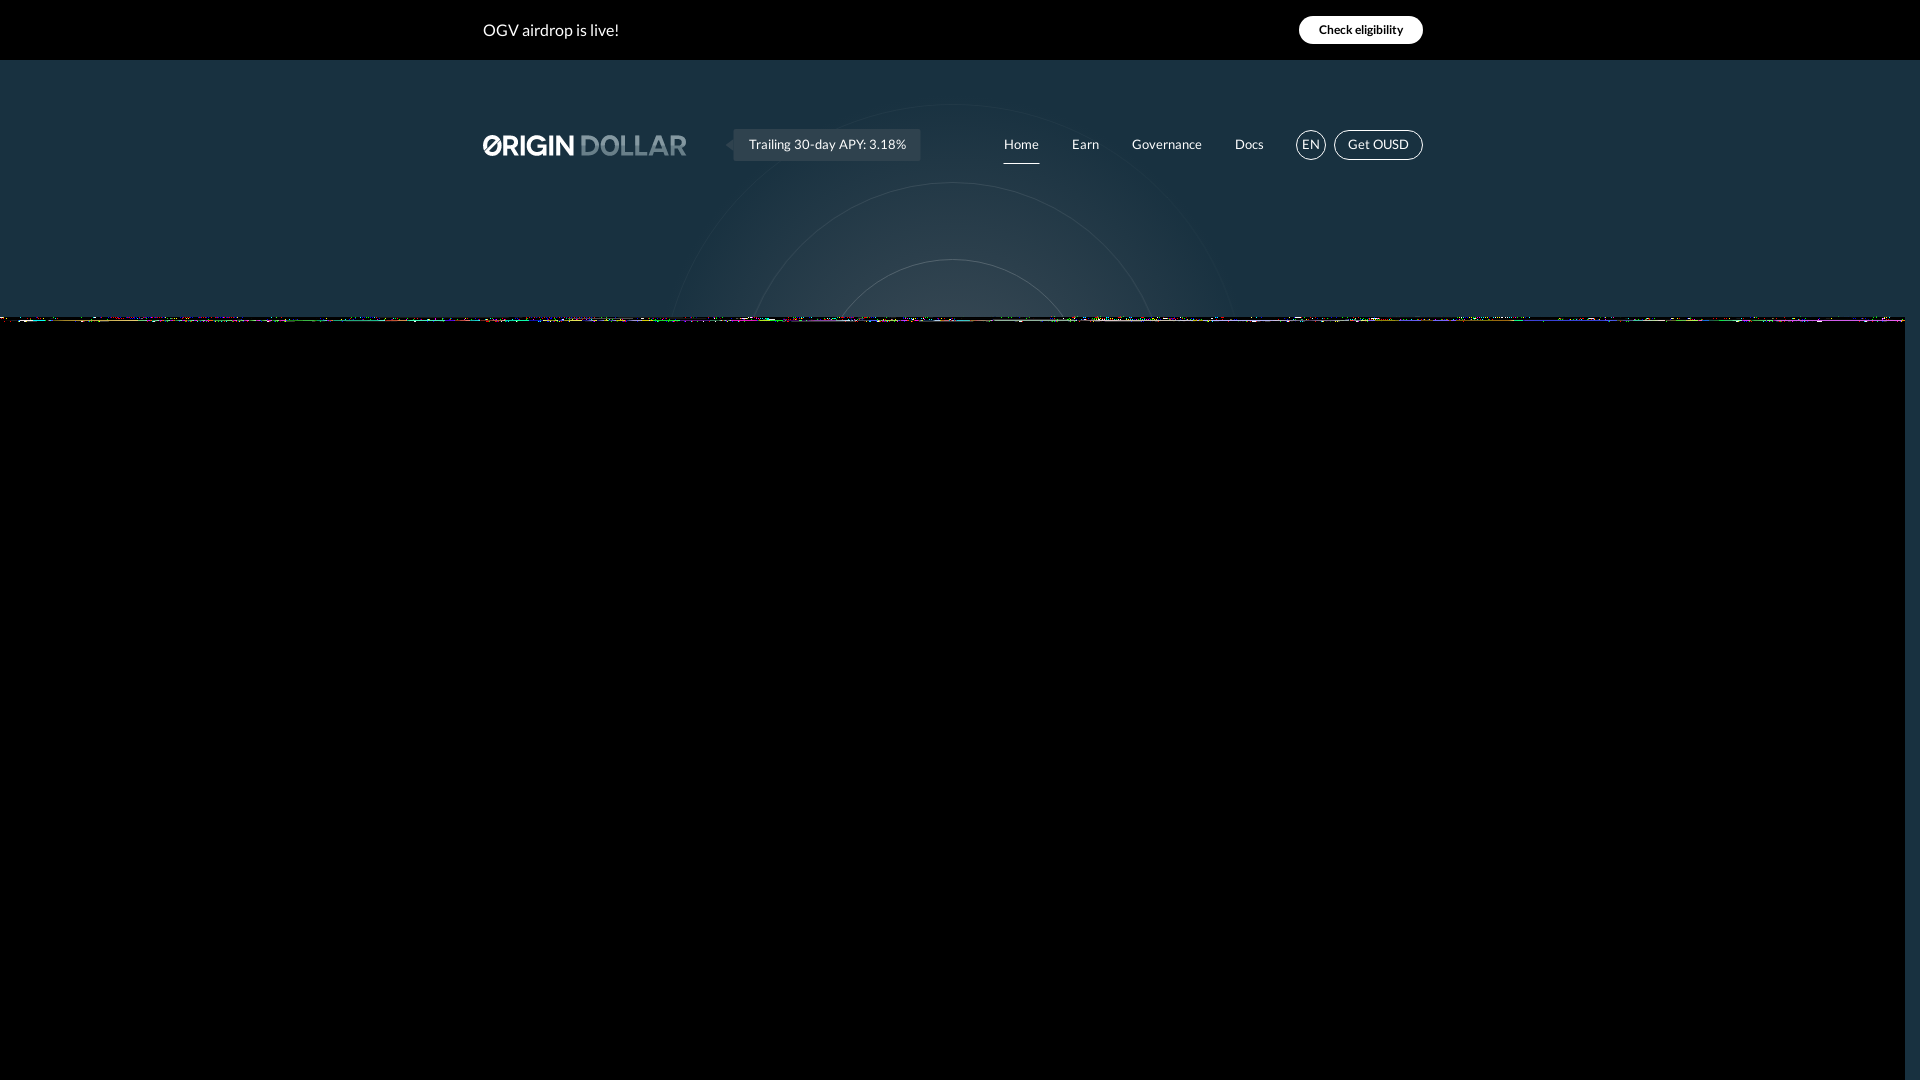 OGV airdrop is live!
Check eligibility
ORIGIN DOLLAR
Trailing 30-day APY: 3.18%
Home
Earn
Governance
Docs
EN
Get OUSD